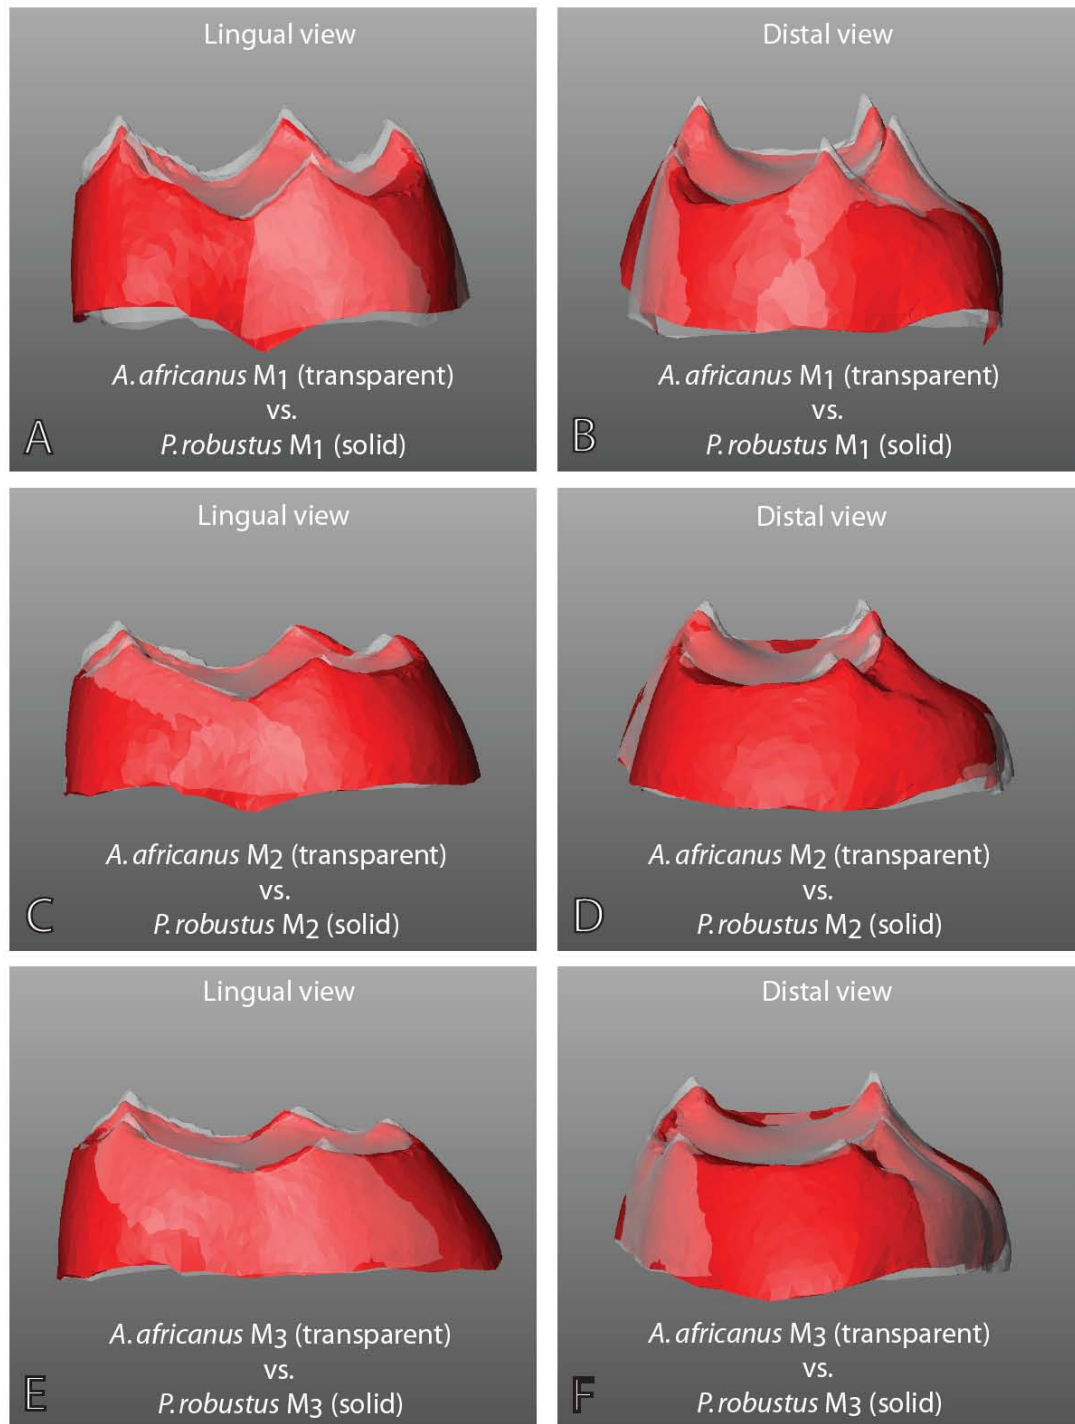 Lingual view
A. africanus M1 (transparent)
vs.
P. robustus M1 (solid)
A
Distal view
A. africanus M1 (transparent)
vs.
P. robustus M1 (solid)
B
Lingual view
A. africanus M2 (transparent)
vs.
P. robustus M2 (solid)
C
Distal view
A. africanus M2 (transparent)
vs.
P. robustus M2 (solid)
D
Lingual view
A. africanus M3 (transparent)
vs.
P. robustus M3 (solid)
E
Distal view
A. africanus M3 (transparent)
vs.
P. robustus M3 (solid)
F